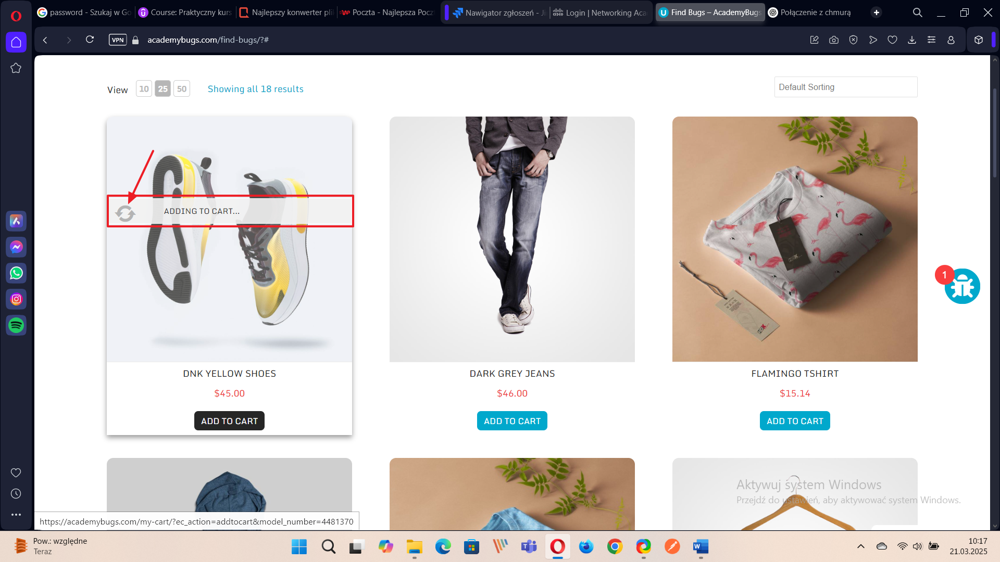 password - Szukaj w Go
Course: Praktyczny kurs
Najlepszy konwerter pli
Poczta - Najlepsza Pocz
Nawigator zgłoszeń - Ji
Login | Networking Aca
Find Bugs – AcademyBugs
Połączenie z chmurą
VPN
academybugs.com/find-bugs/?#
View 10 25 50 Showing all 18 results
Default Sorting
ADDING TO CART...
DNK YELLOW SHOES
$45.00
ADD TO CART
DARK GREY JEANS
$46.00
ADD TO CART
FLAMINGO TSHIRT
$15.14
ADD TO CART
1
Aktywuj system Windows
Przejdź do ustawień, aby aktywować system Windows.
https://academybugs.com/my-cart/?ec_action=addtocart&model_number=4481370
Pow.: względne
Teraz
10:17
21.03.2025